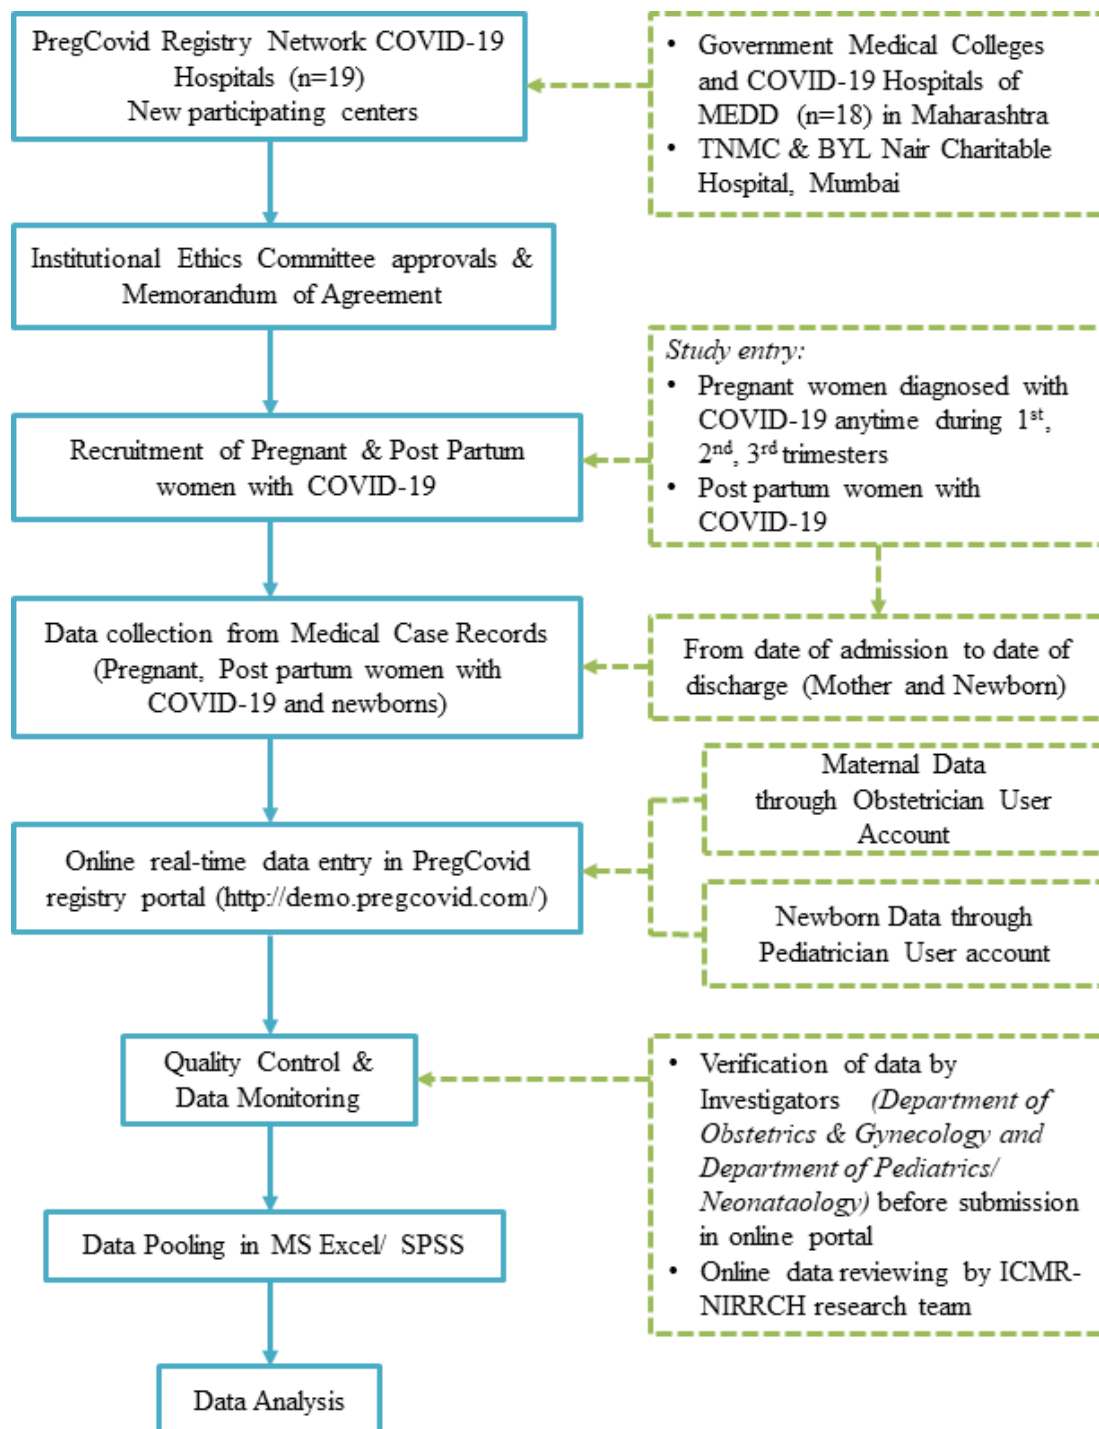 PregCovid Registry Network COVID-19
Hospitals (n=19)
New participating centers
• Government Medical Colleges
and COVID-19 Hospitals of
MEDD (n=18) in Maharashtra
• TNMC & BYL Nair Charitable
Hospital, Mumbai
Institutional Ethics Committee approvals &
Memorandum of Agreement
Study entry:
• Pregnant women diagnosed with
COVID-19 anytime during 1st,
2nd, 3rd trimesters
• Post partum women with
COVID-19
Recruitment of Pregnant & Post Partum
women with COVID-19
Data collection from Medical Case Records
(Pregnant, Post partum women with
COVID-19 and newborns)
From date of admission to date of
discharge (Mother and Newborn)
Maternal Data
through Obstetrician User
Account
Online real-time data entry in PregCovid
registry portal (http://demo.pregcovid.com/)
Newborn Data through
Pediatrician User account
Quality Control &
Data Monitoring
• Verification of data by
Investigators (Department of
Obstetrics & Gynecology and
Department of Pediatrics/
Neonataology) before submission
in online portal
• Online data reviewing by ICMR-
NIRRCH research team
Data Pooling in MS Excel/ SPSS
Data Analysis